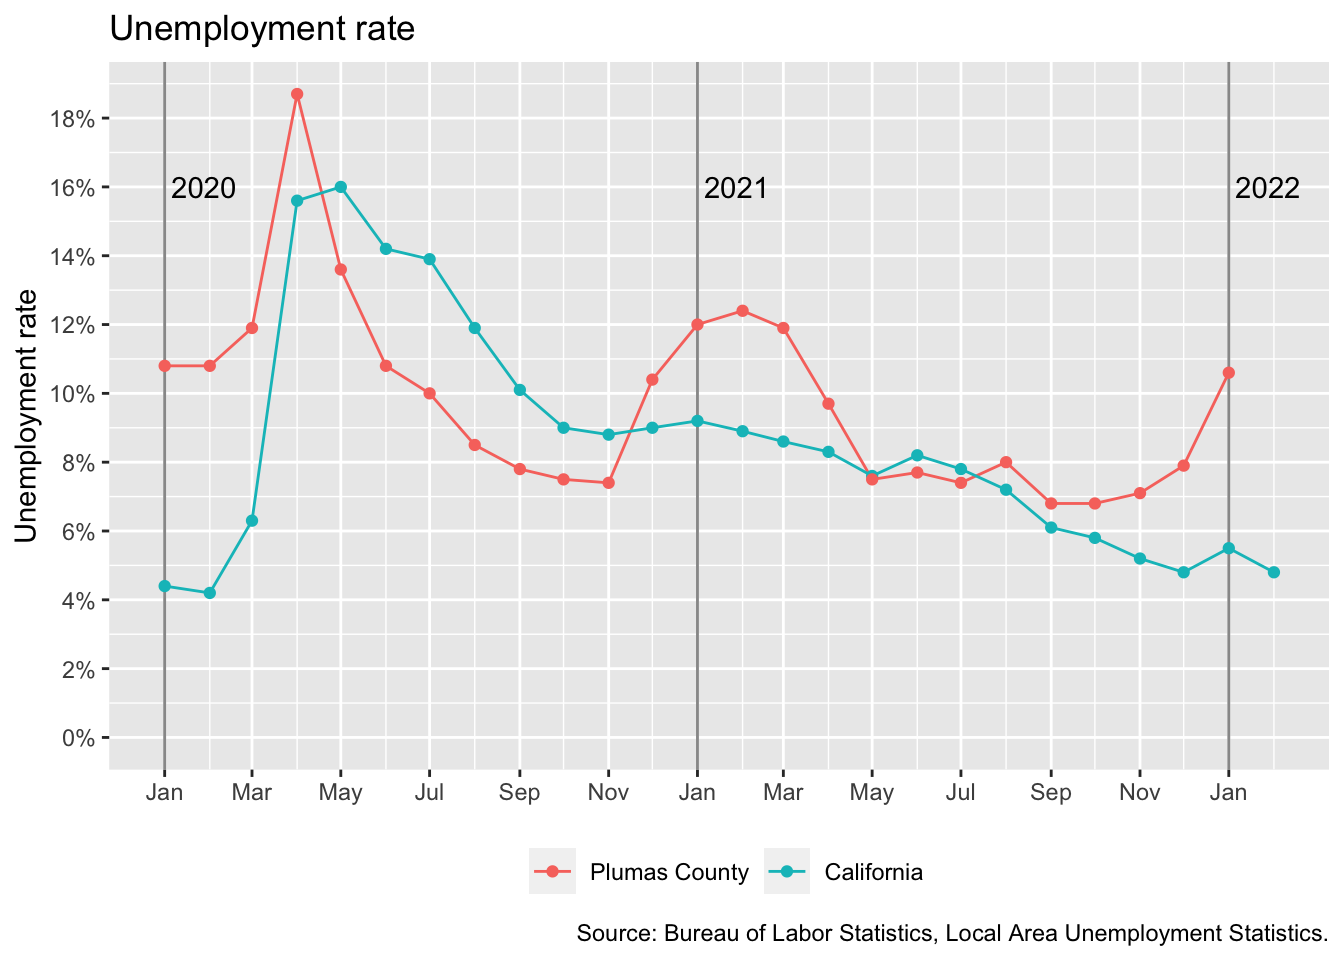 Unemployment rate
Unemployment rate
18%
16%
14%
12%
10%
8%
6%
4%
2%
0%
2020 2021 2022
Jan Mar May Jul Sep Nov Jan Mar May Jul Sep Nov Jan
Plumas County California
Source: Bureau of Labor Statistics, Local Area Unemployment Statistics.